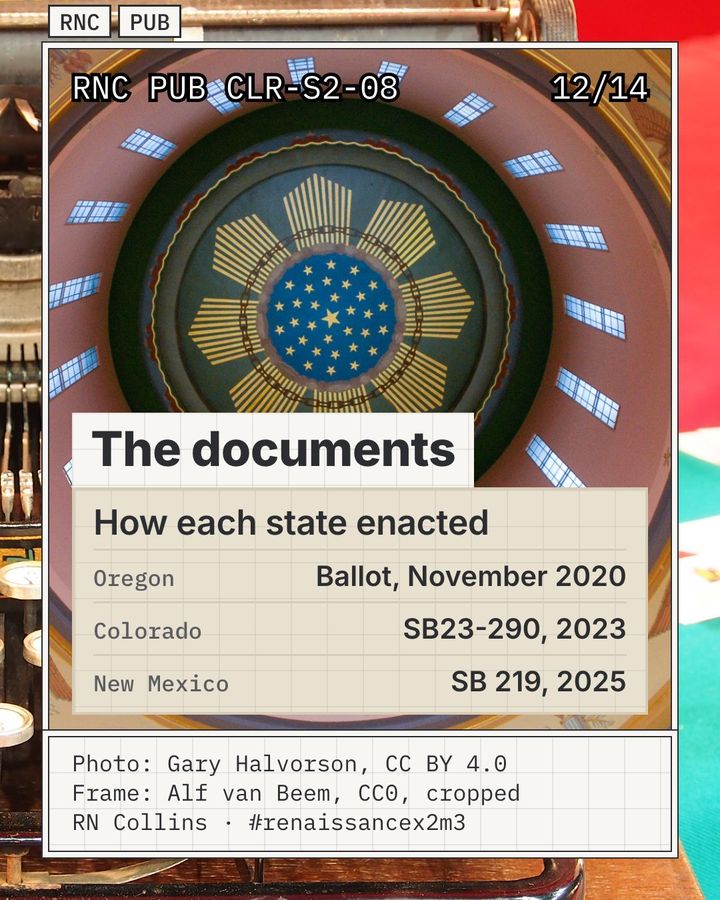 RNC PUB
RNC PUB CLR-S2-08 12/14
The documents
How each state enacted
Oregon Ballot, November 2020
Colorado SB23-290, 2023
New Mexico SB 219, 2025
Photo: Gary Halvorson, CC BY 4.0
Frame: Alf van Beem, CC0, cropped
RN Collins · #renaissancex2m3